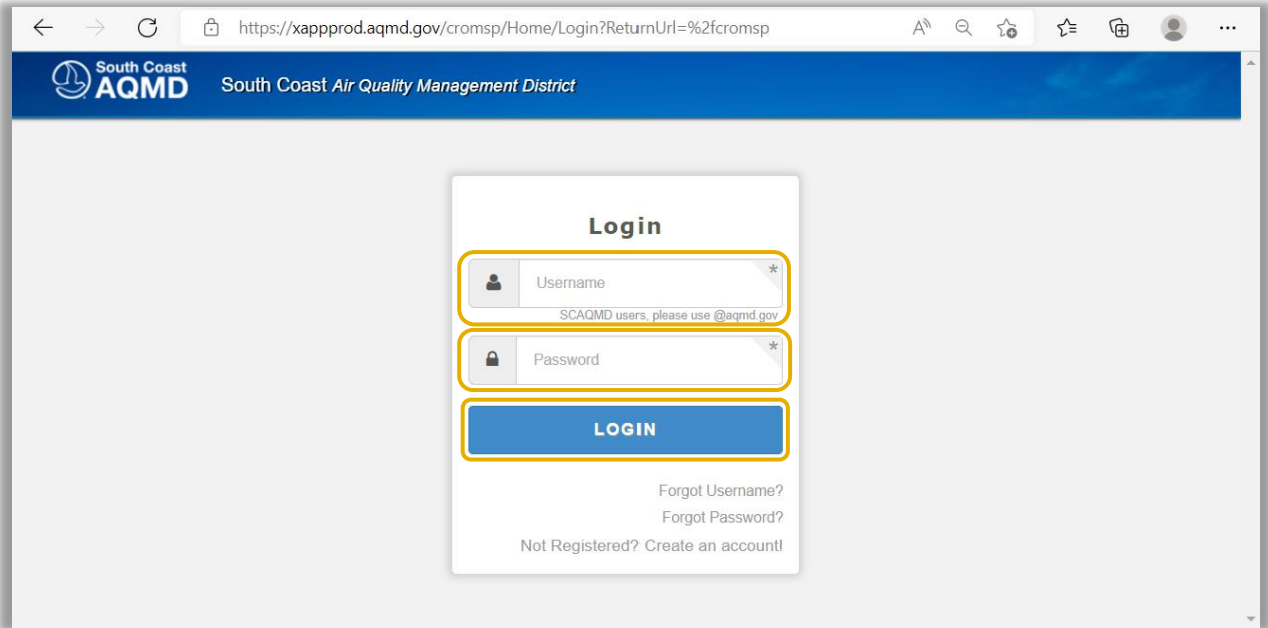 https://xappprod.aqmd.gov/cromsp/Home/Login?ReturnUrl=%2fcromsp
South Coast
AQMD
South Coast Air Quality Management District
Login
Username
*
SCAQMD users, please use @aqmd.gov
Password
*
LOGIN
Forgot Username?
Forgot Password?
Not Registered? Create an account!